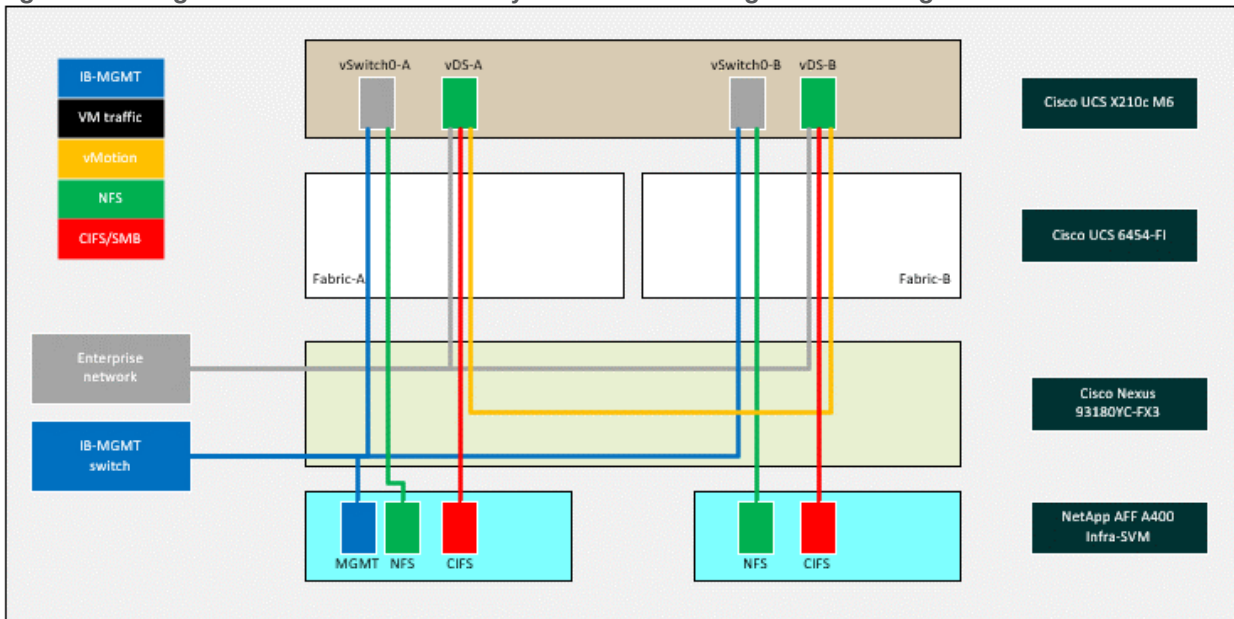 vSwitch0-A
vDS-A
vSwitch0-B
vDS-B
IB-MGMT
VM traffic
vMotion
NFS
CIFS/SMB
Cisco UCS X210c M6
Cisco UCS 6454-FI
Fabric-A
Fabric-B
Enterprise
network
IB-MGMT
switch
Cisco Nexus
93180YC-FX3
NetApp AFF A400
Infra-SVM
MGMT
NFS
CIFS
NFS
CIFS